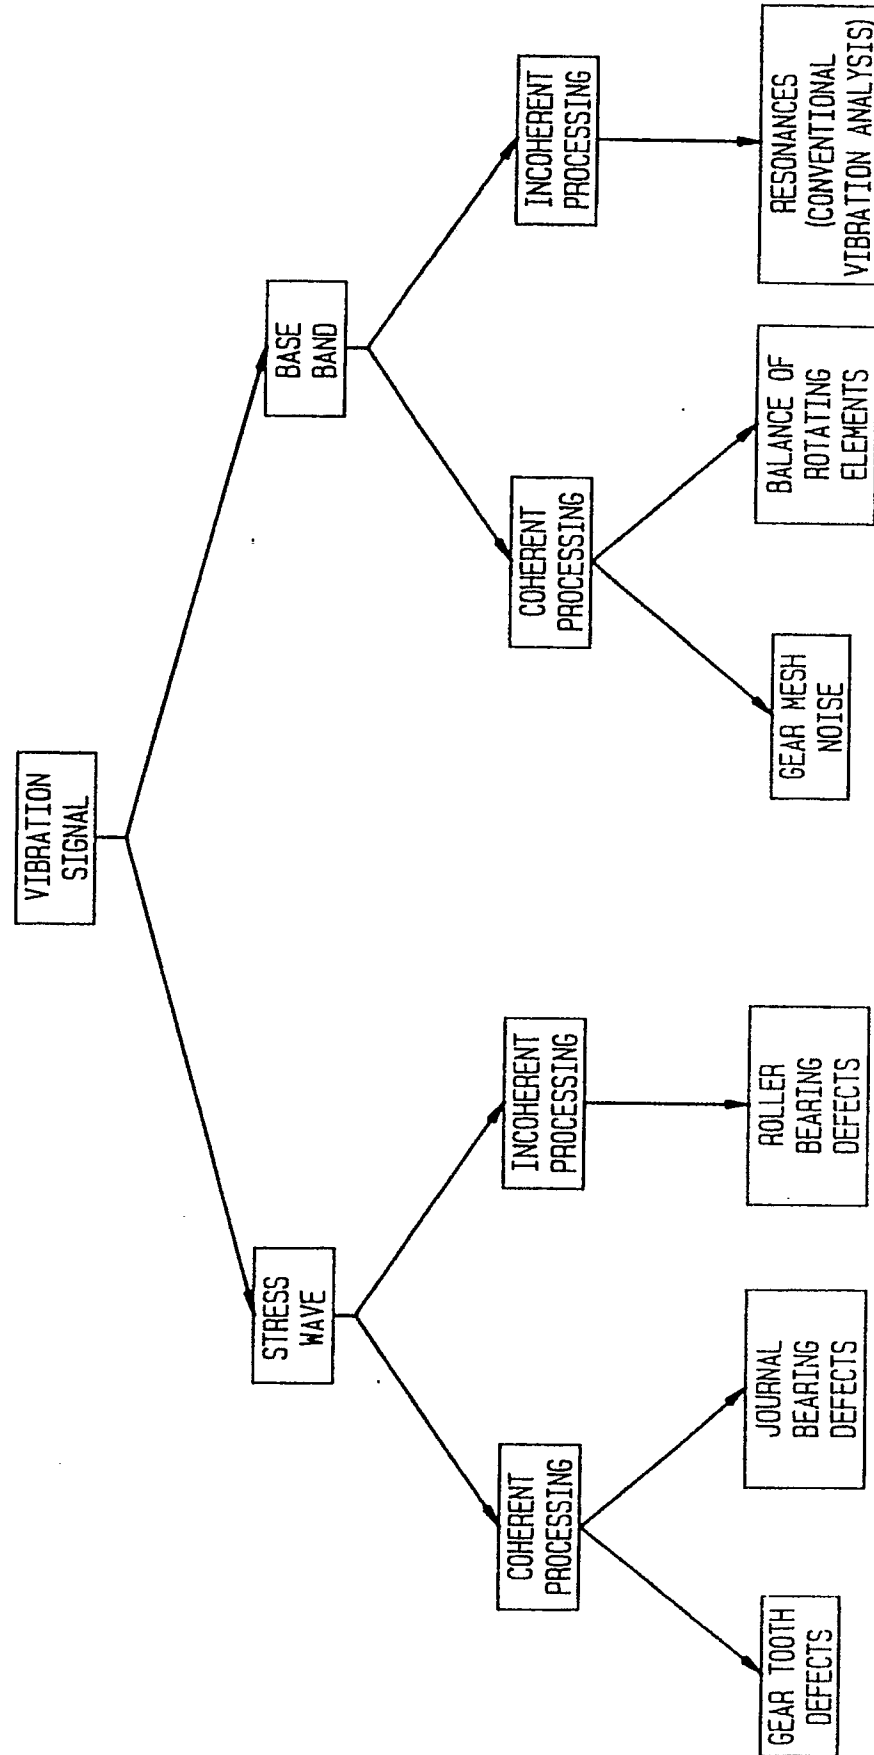 VIBRATION
SIGNAL
STRESS
WAVE
BASE
BAND
COHERENT
PROCESSING
INCOHERENT
PROCESSING
COHERENT
PROCESSING
INCOHERENT
PROCESSING
GEAR TOOTH
DEFECTS
JOURNAL
BEARING
DEFECTS
ROLLER
BEARING
DEFECTS
GEAR MESH
NOISE
BALANCE OF
ROTATING
ELEMENTS
RESONANCES
(CONVENTIONAL
VIBRATION ANALYSIS)